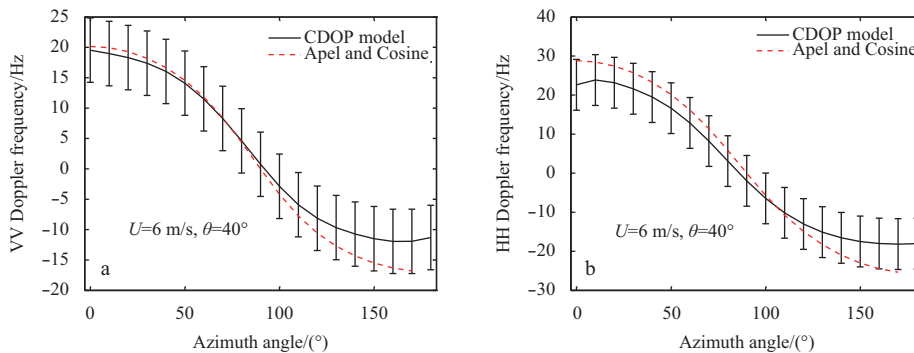 25
20
15
10
5
0
-5
-10
-15
-20
VV Doppler frequency/Hz
CDOP model
Apel and Cosine
U=6 m/s, θ=40°
a
0
50
100
150
Azimuth angle/(°)
40
30
20
10
0
-10
-20
-30
HH Doppler frequency/Hz
CDOP model
Apel and Cosine
U=6 m/s, θ=40°
b
0
50
100
150
Azimuth angle/(°)